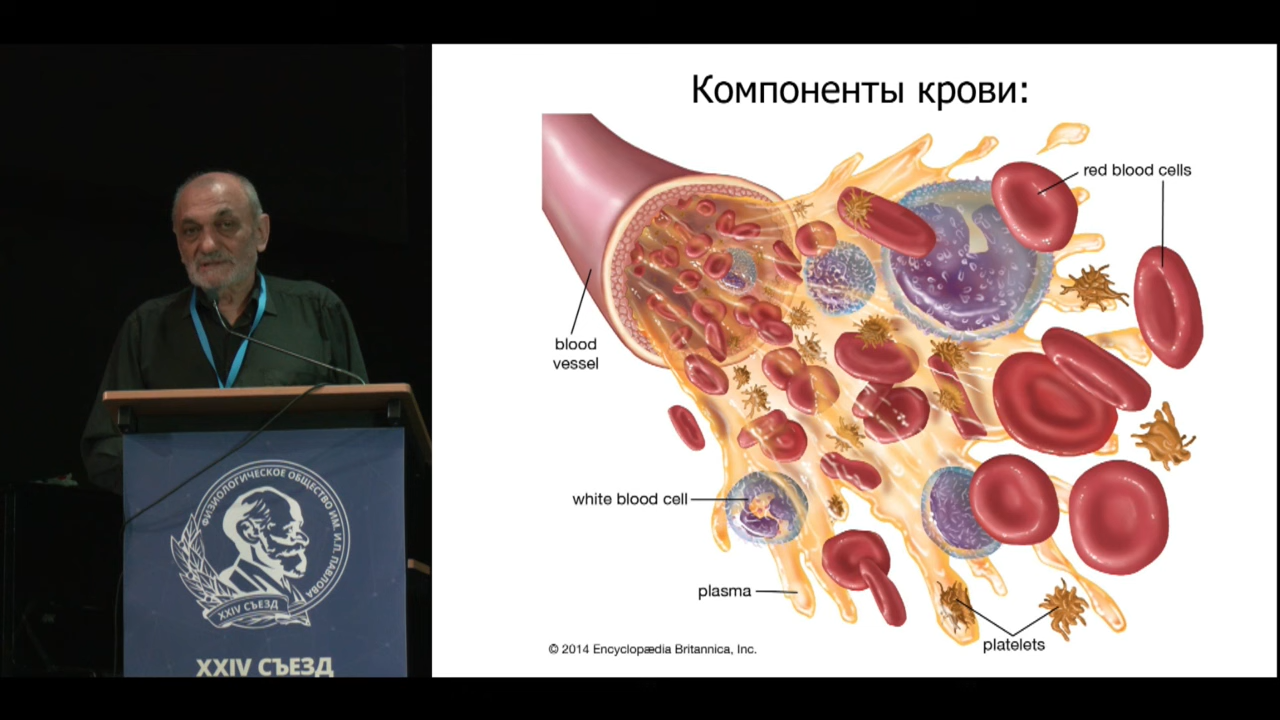 Компоненты крови:
red blood cells
blood
vessel
white blood cell
plasma
platelets
© 2014 Encyclopædia Britannica, Inc.
ФИЗИОЛОГИЧЕСКОЕ ОБЩЕСТВО ИМ. И.П. ПАВЛОВА
XXIV СЪЕЗД
XXIV СЪЕЗД